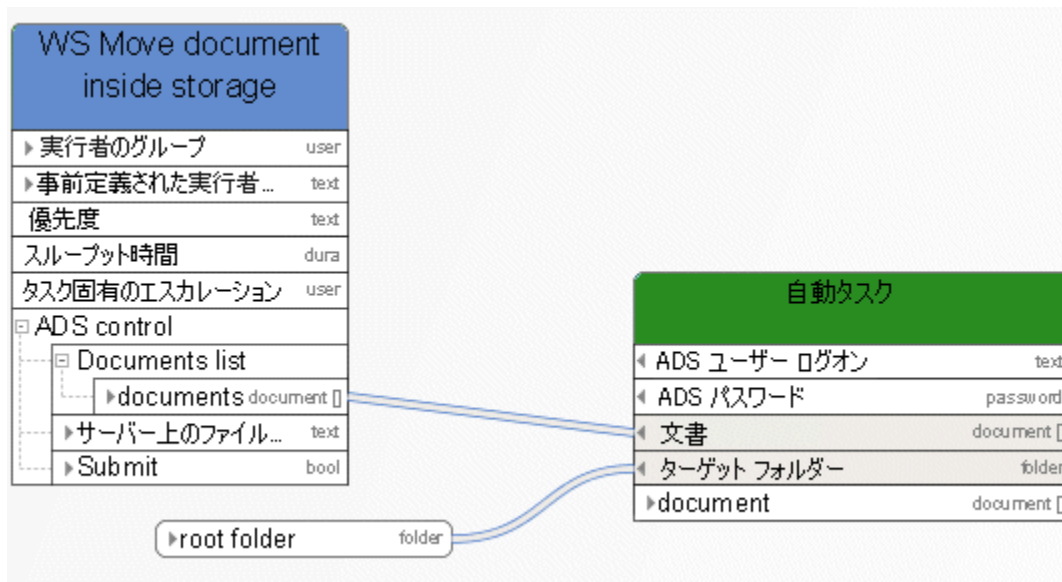 WS Move document
inside storage
実行者のグループ user
事前定義された実行者... text
優先度 text
スループット時間 dura
タスク固有のエスカレーション user
ADS control
Documents list
documents document []
サーバー上のファイル... text
Submit bool
root folder folder
自動タスク
ADS ユーザー ログオン text
ADS パスワード password
文書 document []
ターゲット フォルダー folder
document document []